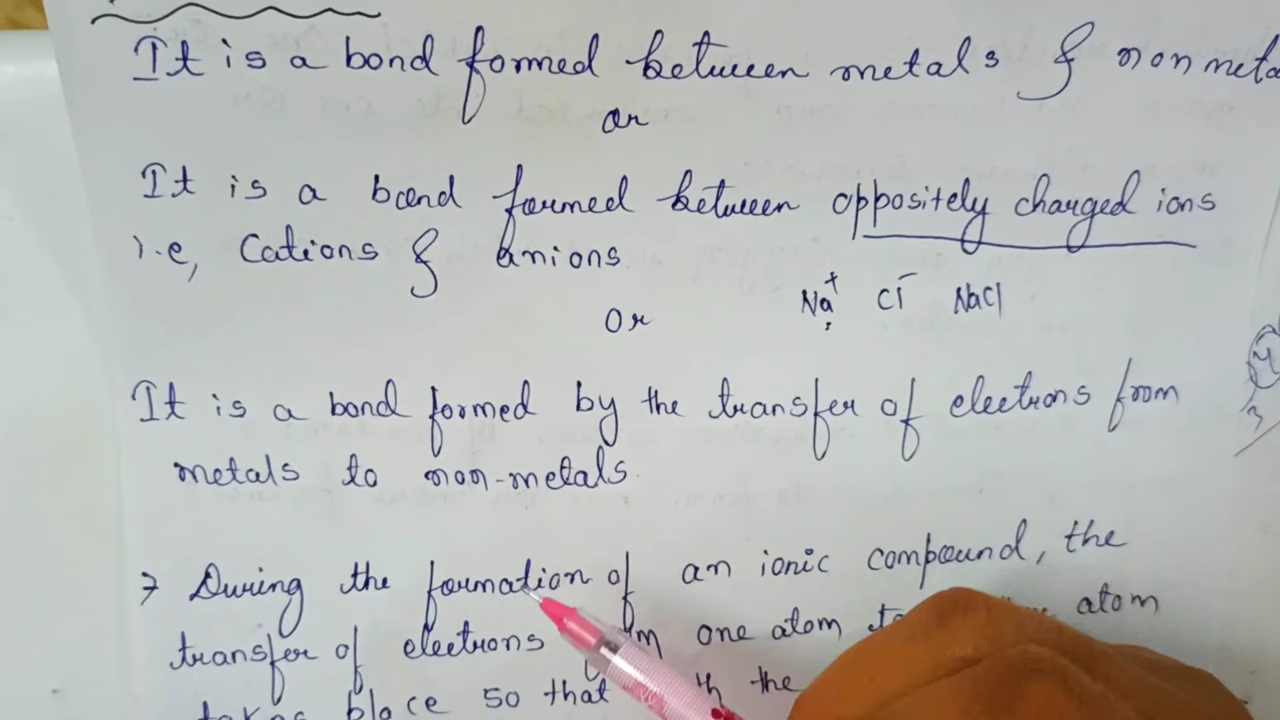 It is a bond formed between metals & nonmeta
or
It is a bond formed between oppositely charged ions
i.e, Cations & Anions
Or
Na+ Cl- NaCl
It is a bond formed by the transfer of electrons from
metals to non-metals.
→ During the formation of an ionic compound, the
transfer of electrons one atom atom
takes place so that the